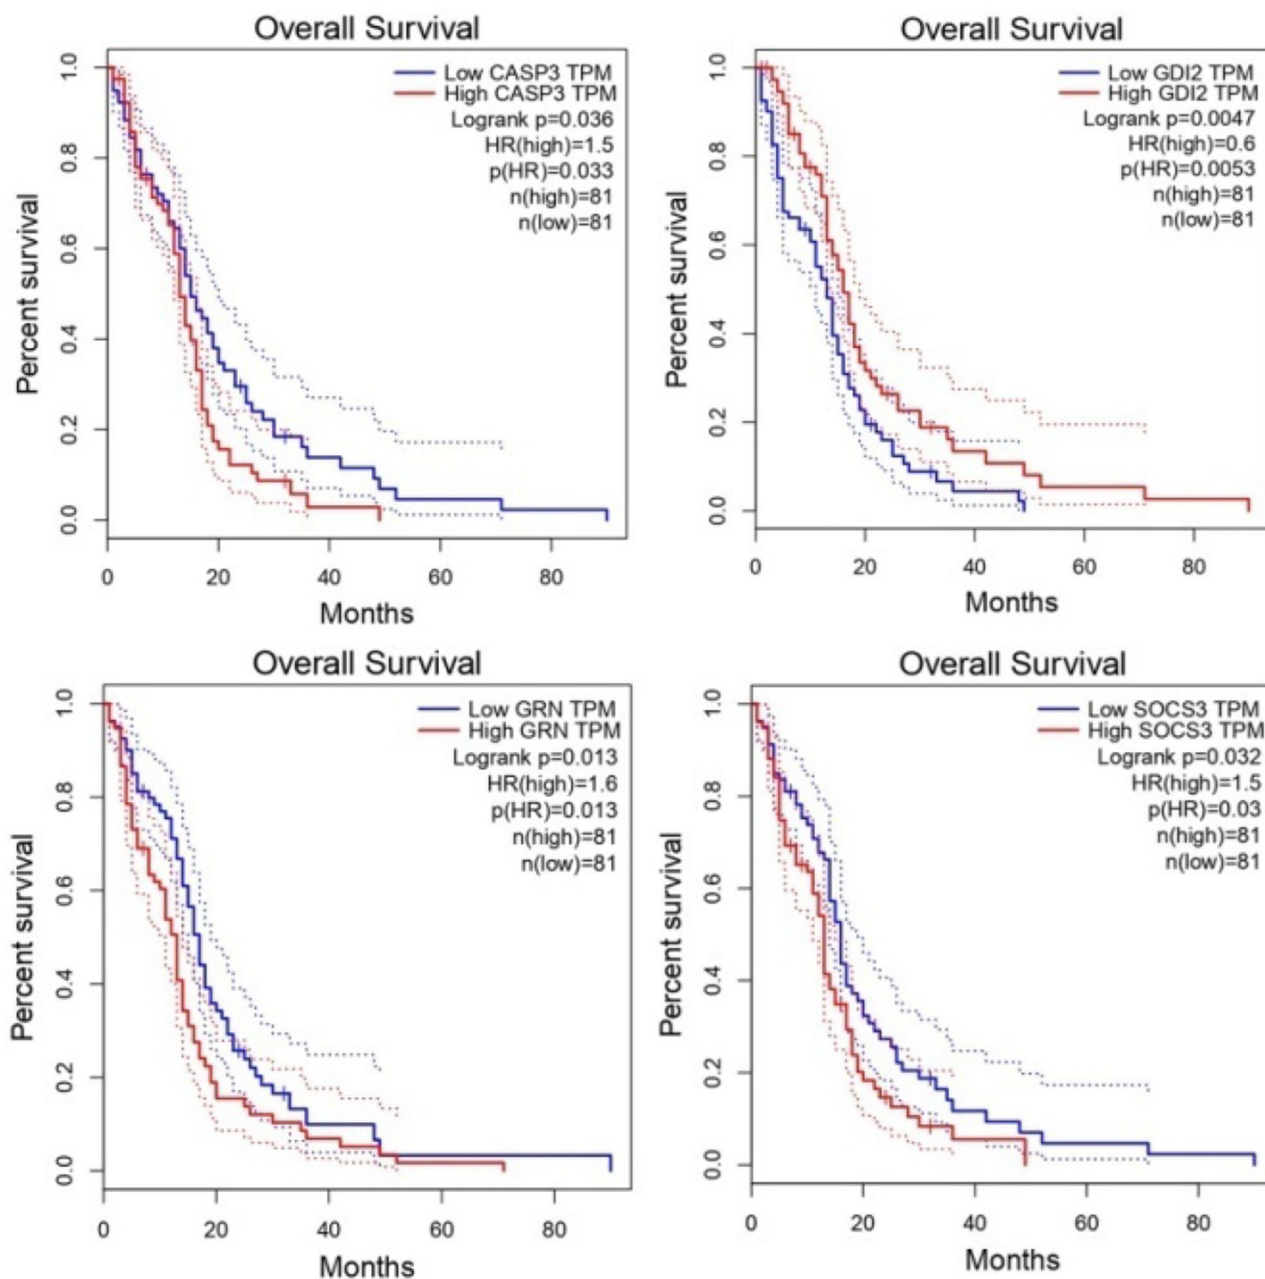 Overall Survival
Low CASP3 TPM
High CASP3 TPM
Logrank p=0.036
HR(high)=1.5
p(HR)=0.033
n(high)=81
n(low)=81
Percent survival
1.0
0.8
0.6
0.4
0.2
0.0
0 20 40 60 80
Months
Overall Survival
Low GDI2 TPM
High GDI2 TPM
Logrank p=0.0047
HR(high)=0.6
p(HR)=0.0053
n(high)=81
n(low)=81
Percent survival
1.0
0.8
0.6
0.4
0.2
0.0
0 20 40 60 80
Months
Overall Survival
Low GRN TPM
High GRN TPM
Logrank p=0.013
HR(high)=1.6
p(HR)=0.013
n(high)=81
n(low)=81
Percent survival
1.0
0.8
0.6
0.4
0.2
0.0
0 20 40 60 80
Months
Overall Survival
Low SOCS3 TPM
High SOCS3 TPM
Logrank p=0.032
HR(high)=1.5
p(HR)=0.03
n(high)=81
n(low)=81
Percent survival
1.0
0.8
0.6
0.4
0.2
0.0
0 20 40 60 80
Months